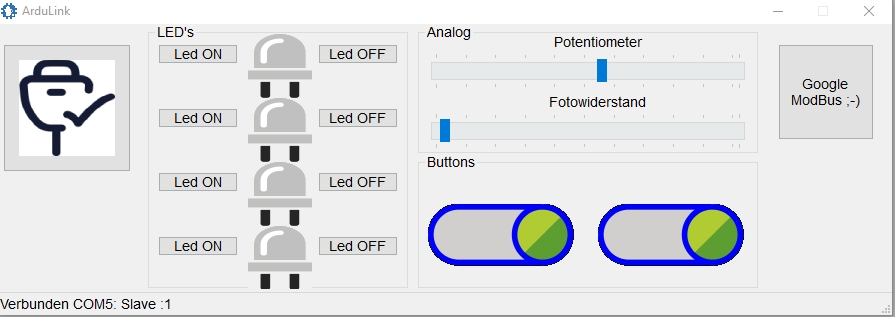 ArduLink
LED's
Led ON
Led OFF
Led ON
Led OFF
Led ON
Led OFF
Led ON
Led OFF
Analog
Potentiometer
Fotowiderstand
Buttons
Google
ModBus ;-)
Verbunden COM5: Slave :1